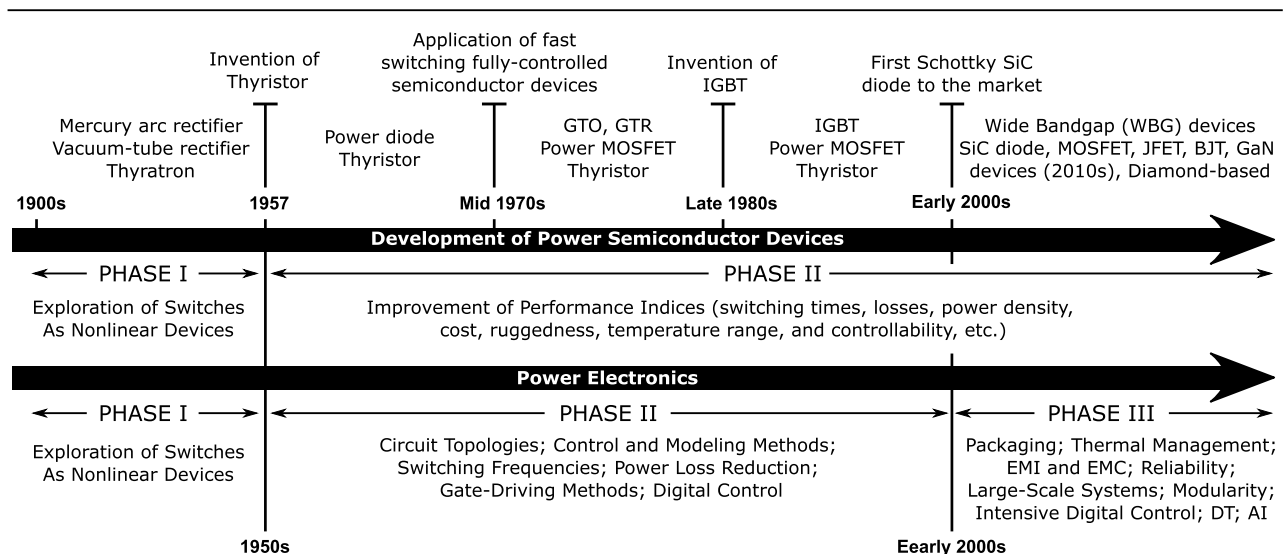 Invention of
Thyristor
Application of fast
switching fully-controlled
semiconductor devices
Invention of
IGBT
First Schottky SiC
diode to the market
Mercury arc rectifier
Vacuum-tube rectifier
Thyratron
Power diode
Thyristor
GTO, GTR
Power MOSFET
Thyristor
IGBT
Power MOSFET
Thyristor
Wide Bandgap (WBG) devices
SiC diode, MOSFET, JFET, BJT, GaN
devices (2010s), Diamond-based
1900s
1957
Mid 1970s
Late 1980s
Early 2000s
Development of Power Semiconductor Devices
PHASE I
PHASE II
Exploration of Switches
As Nonlinear Devices
Improvement of Performance Indices (switching times, losses, power density,
cost, ruggedness, temperature range, and controllability, etc.)
Power Electronics
PHASE I
PHASE II
PHASE III
Exploration of Switches
As Nonlinear Devices
Circuit Topologies; Control and Modeling Methods;
Switching Frequencies; Power Loss Reduction;
Gate-Driving Methods; Digital Control
Packaging; Thermal Management;
EMI and EMC; Reliability;
Large-Scale Systems; Modularity;
Intensive Digital Control; DT; AI
1950s
Eearly 2000s